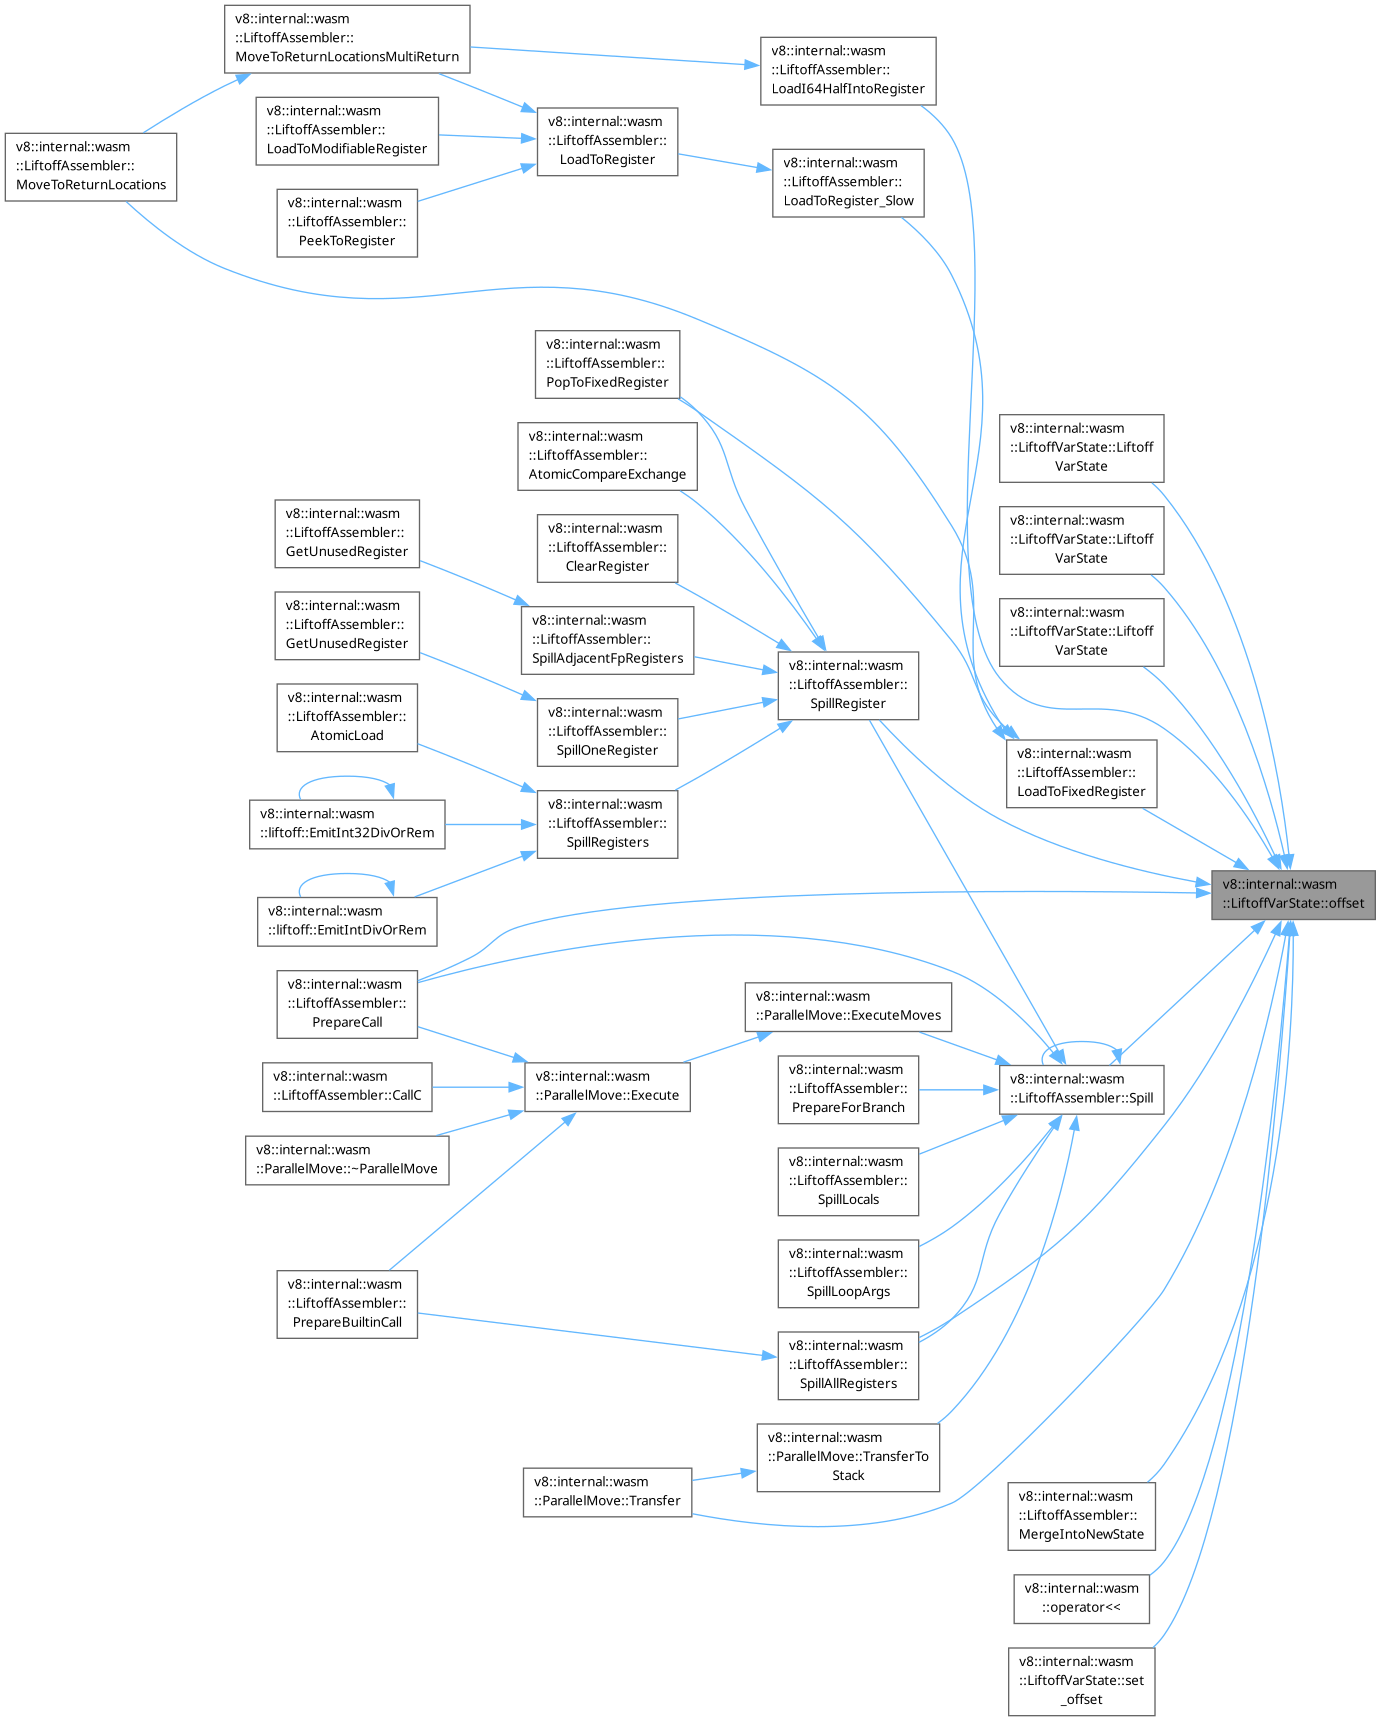 v8::internal::wasm
::LiftoffAssembler::
MoveToReturnLocationsMultiReturn
v8::internal::wasm
::LiftoffAssembler::
LoadI64HalfIntoRegister
v8::internal::wasm
::LiftoffAssembler::
LoadToModifiableRegister
v8::internal::wasm
::LiftoffAssembler::
LoadToRegister
v8::internal::wasm
::LiftoffAssembler::
MoveToReturnLocations
v8::internal::wasm
::LiftoffAssembler::
LoadToRegister_Slow
v8::internal::wasm
::LiftoffAssembler::
PeekToRegister
v8::internal::wasm
::LiftoffAssembler::
PopToFixedRegister
v8::internal::wasm
::LiftoffVarState::Liftoff
VarState
v8::internal::wasm
::LiftoffAssembler::
AtomicCompareExchange
v8::internal::wasm
::LiftoffAssembler::
GetUnusedRegister
v8::internal::wasm
::LiftoffVarState::Liftoff
VarState
v8::internal::wasm
::LiftoffAssembler::
ClearRegister
v8::internal::wasm
::LiftoffAssembler::
GetUnusedRegister
v8::internal::wasm
::LiftoffVarState::Liftoff
VarState
v8::internal::wasm
::LiftoffAssembler::
SpillAdjacentFpRegisters
v8::internal::wasm
::LiftoffAssembler::
SpillRegister
v8::internal::wasm
::LiftoffAssembler::
AtomicLoad
v8::internal::wasm
::LiftoffAssembler::
SpillOneRegister
v8::internal::wasm
::LiftoffAssembler::
LoadToFixedRegister
v8::internal::wasm
::liftoff::EmitInt32DivOrRem
v8::internal::wasm
::LiftoffAssembler::
SpillRegisters
v8::internal::wasm
::LiftoffVarState::offset
v8::internal::wasm
::liftoff::EmitIntDivOrRem
v8::internal::wasm
::LiftoffAssembler::
PrepareCall
v8::internal::wasm
::ParallelMove::ExecuteMoves
v8::internal::wasm
::LiftoffAssembler::CallC
v8::internal::wasm
::ParallelMove::Execute
v8::internal::wasm
::LiftoffAssembler::
PrepareForBranch
v8::internal::wasm
::LiftoffAssembler::Spill
v8::internal::wasm
::ParallelMove::~ParallelMove
v8::internal::wasm
::LiftoffAssembler::
SpillLocals
v8::internal::wasm
::LiftoffAssembler::
SpillLoopArgs
v8::internal::wasm
::LiftoffAssembler::
PrepareBuiltinCall
v8::internal::wasm
::LiftoffAssembler::
SpillAllRegisters
v8::internal::wasm
::ParallelMove::TransferTo
Stack
v8::internal::wasm
::ParallelMove::Transfer
v8::internal::wasm
::LiftoffAssembler::
MergeIntoNewState
v8::internal::wasm
::operator<<
v8::internal::wasm
::LiftoffVarState::set
_offset